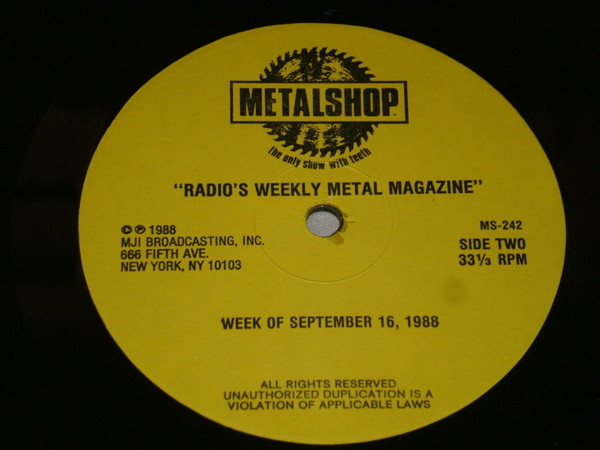 METALSHOP
the only show with teeth
"RADIO'S WEEKLY METAL MAGAZINE"
© ℗ 1988
MJI BROADCASTING, INC.
666 FIFTH AVE.
NEW YORK, NY 10103
MS-242
SIDE TWO
33⅓ RPM
WEEK OF SEPTEMBER 16, 1988
ALL RIGHTS RESERVED
UNAUTHORIZED DUPLICATION IS A
VIOLATION OF APPLICABLE LAWS